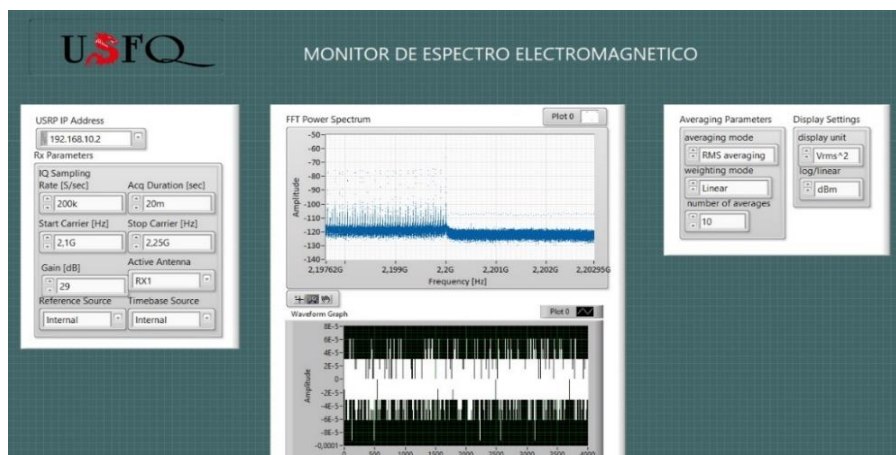 USFQ
MONITOR DE ESPECTRO ELECTROMAGNETICO
USRP IP Address
192.168.10.2
Rx Parameters
IQ Sampling
Rate [S/sec] Acq Duration [sec]
200k 20m
Start Carrier [Hz] Stop Carrier [Hz]
2,1G 2,25G
Gain [dB] Active Antenna
29 RX1
Reference Source Timebase Source
Internal Internal
FFT Power Spectrum Plot 0
-50
-60
-70
-80
-90
-100
-110
-120
-130
-140
Amplitude
2,19762G 2,199G 2,2G 2,201G 2,202G 2,20295G
Frequency [Hz]
Waveform Graph Plot 0
8E-5
6E-5
4E-5
2E-5
0
-2E-5
-4E-5
-6E-5
-8E-5
-0,0001
Amplitude
0 500 1000 1500 2000 2500 3000 3500 4000
Averaging Parameters
averaging mode
RMS averaging
weighting mode
Linear
number of averages
10
Display Settings
display unit
Vrms^2
log/linear
dBm